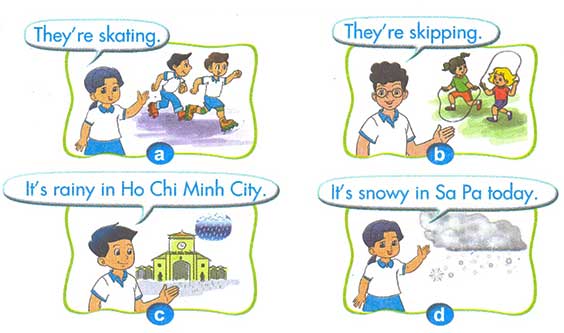 They're skating.
a
They're skipping.
b
It's rainy in Ho Chi Minh City.
c
It's snowy in Sa Pa today.
d